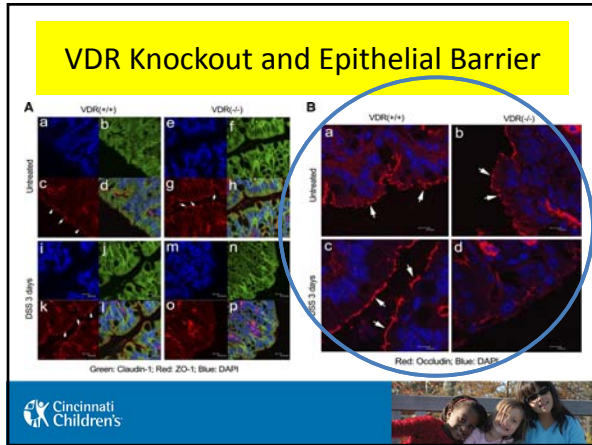 VDR Knockout and Epithelial Barrier
A
VDR(+/+)
VDR(-/-)
Untreated
a
b
e
f
c
d
g
h
DSS 3 days
i
j
m
n
k
l
o
p
Green: Claudin-1; Red: ZO-1; Blue: DAPI
B
VDR(+/+)
VDR(-/-)
Untreated
a
b
DSS 3 days
c
d
Red: Occludin; Blue: DAPI
Cincinnati
Children's